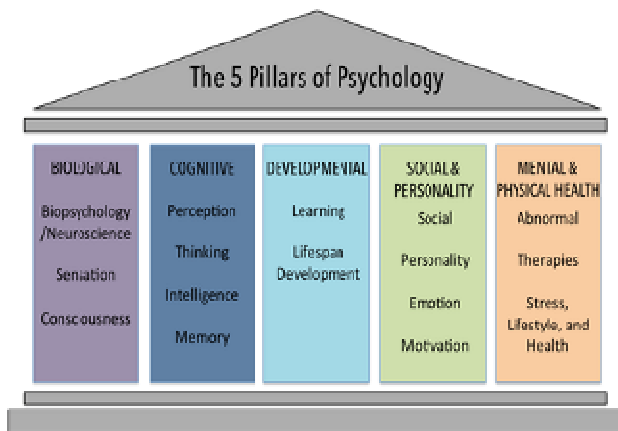 The 5 Pillars of Psychology
BIOLOGICAL
Biopsychology
/Neuroscience
Sensation
Consciousness
COGNITIVE
Perception
Thinking
Intelligence
Memory
DEVELOPMENTAL
Learning
Lifespan
Development
SOCIAL &
PERSONALITY
Social
Personality
Emotion
Motvation
MENTAL &
PHYSICAL HEALTH
Abnormal
Therapies
Stress,
Lifestyle, and
Health